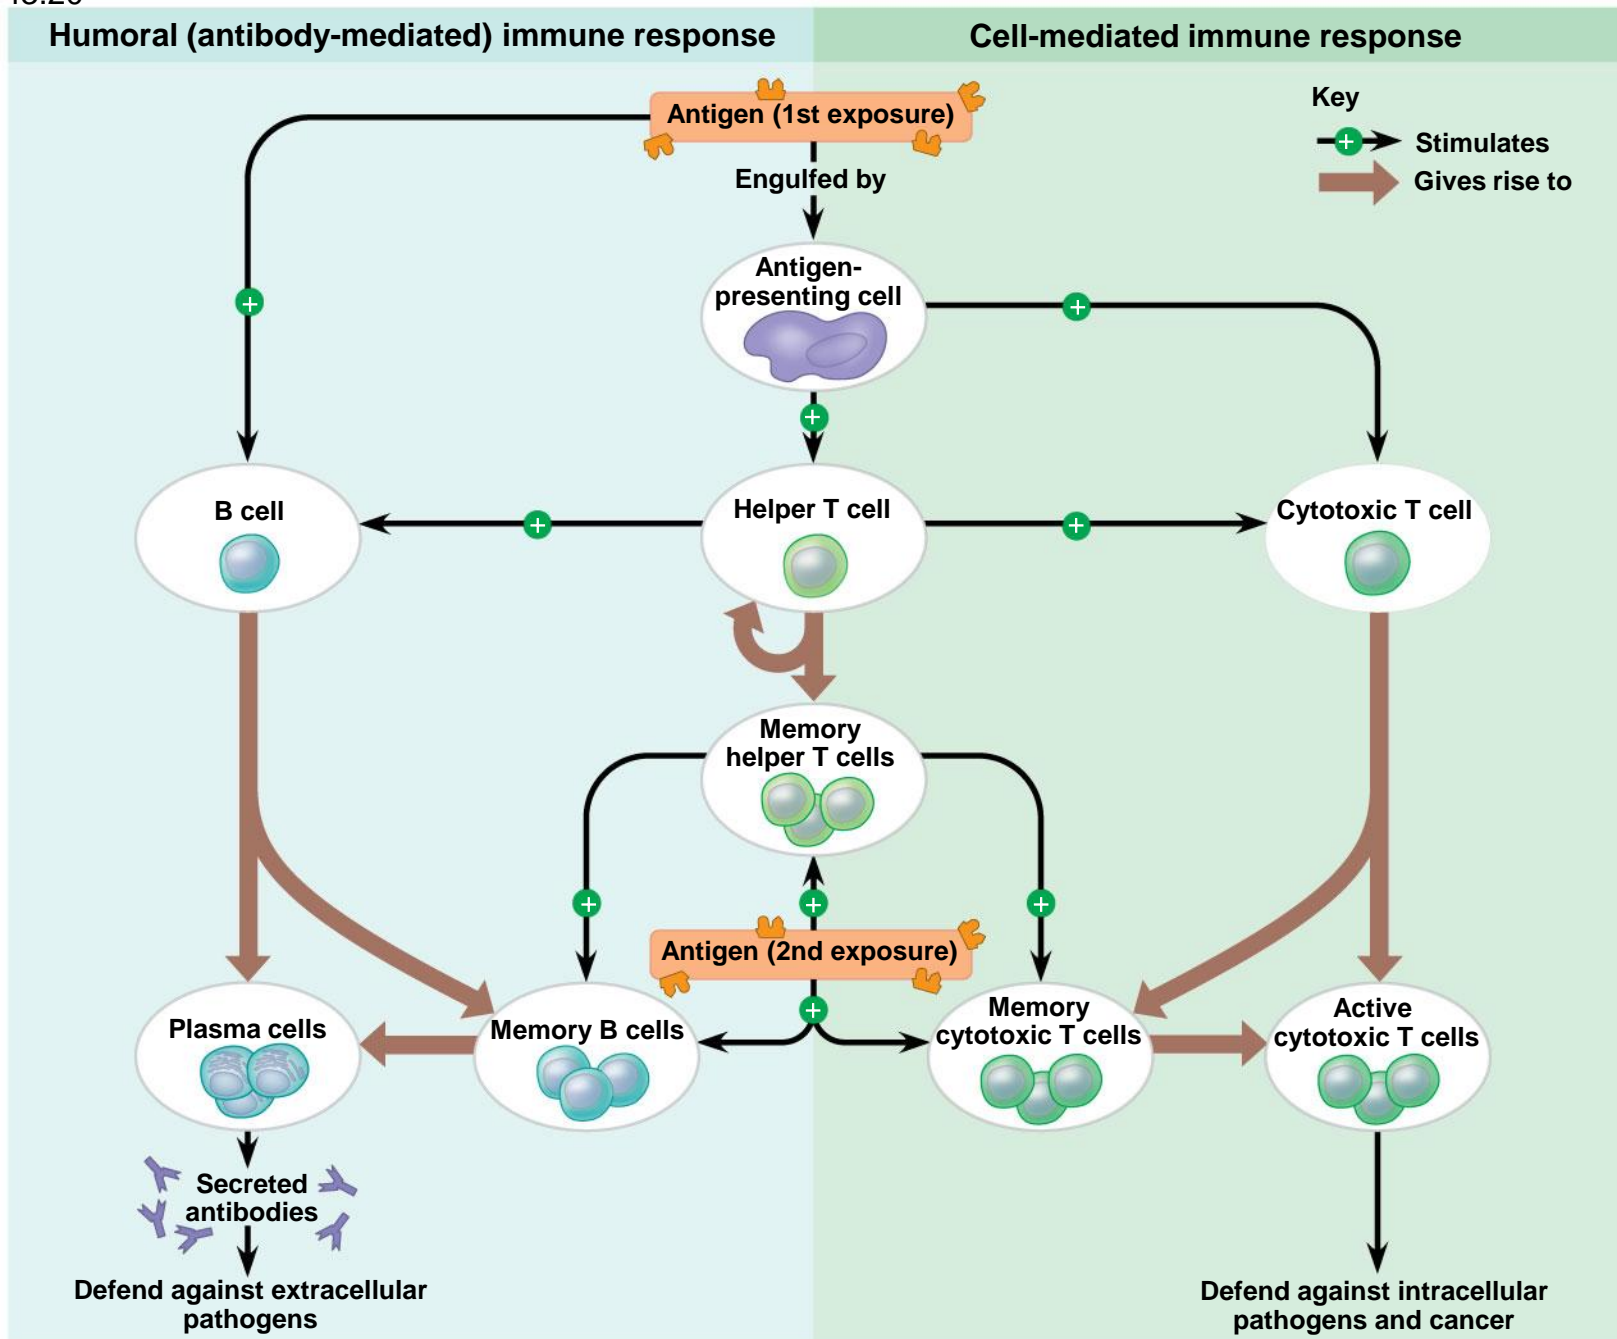 Humoral (antibody-mediated) immune response
Cell-mediated immune response
Antigen (1st exposure)
Key
Stimulates
Gives rise to
Engulfed by
Antigen-
presenting cell
B cell
Helper T cell
Cytotoxic T cell
Memory
helper T cells
Antigen (2nd exposure)
Plasma cells
Memory B cells
Memory
cytotoxic T cells
Active
cytotoxic T cells
Secreted
antibodies
Defend against extracellular
pathogens
Defend against intracellular
pathogens and cancer